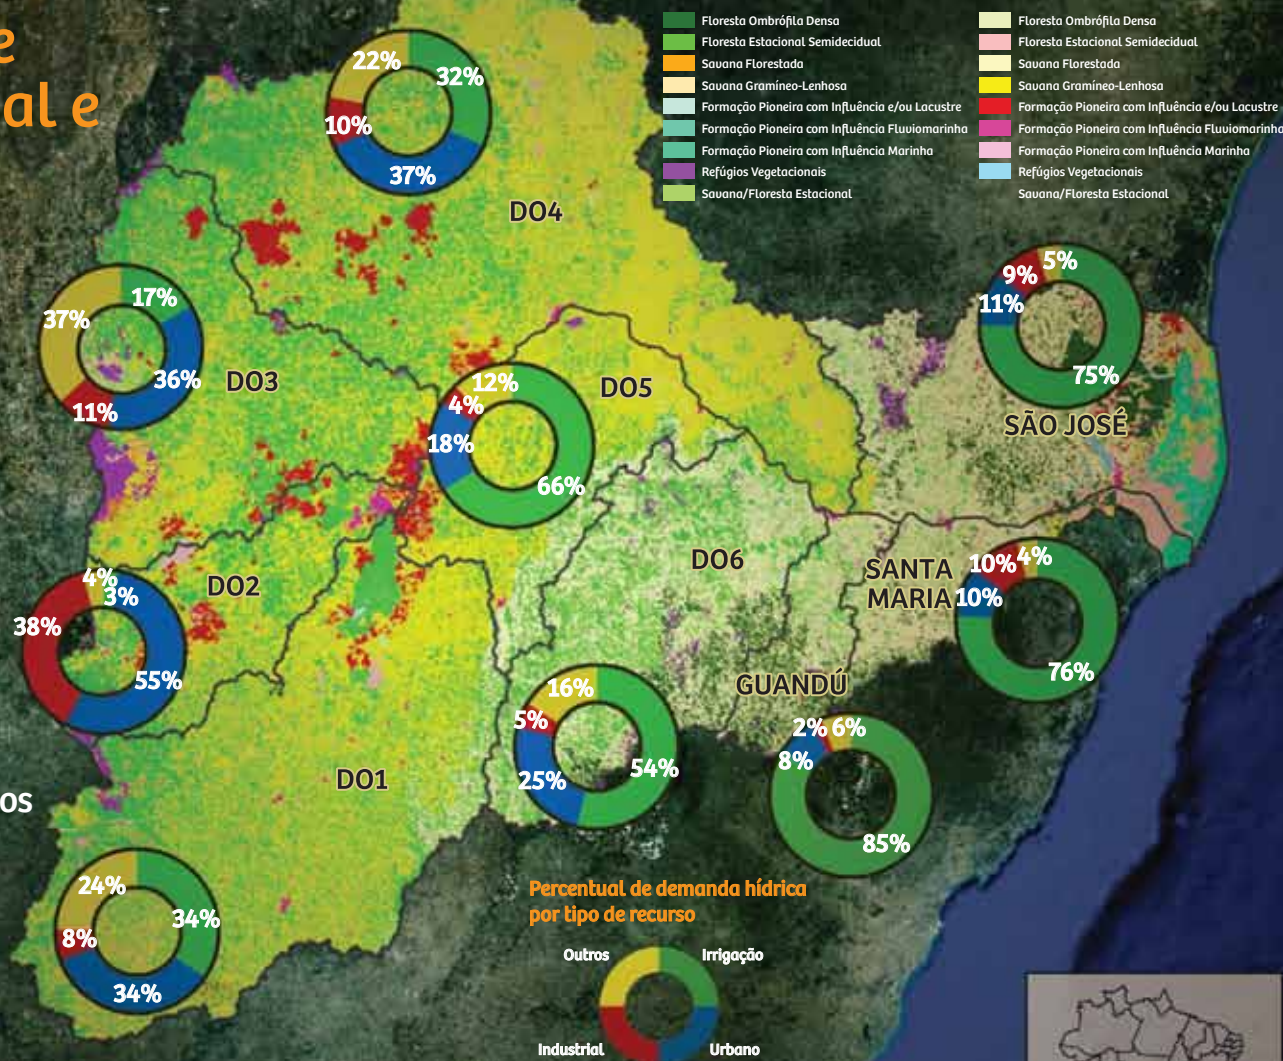 e
al e
Floresta Ombrófila Densa
Floresta Estacional Semidecidual
Savana Florestada
Savana Gramíneo-Lenhosa
Formação Pioneira com Influência e/ou Lacustre
Formação Pioneira com Influência Fluviomarinha
Formação Pioneira com Influência Marinha
Refúgios Vegetacionais
Savana/Floresta Estacional
Floresta Ombrófila Densa
Floresta Estacional Semidecidual
Savana Florestada
Savana Gramíneo-Lenhosa
Formação Pioneira com Influência e/ou Lacustre
Formação Pioneira com Influência Fluviomarinha
Formação Pioneira com Influência Marinha
Refúgios Vegetacionais
Savana/Floresta Estacional
22%
32%
10%
37%
DO4
5%
9%
11%
75%
SÃO JOSÉ
17%
37%
36%
11%
DO3
12%
4%
18%
66%
DO5
DO6
SANTA
MARIA
4%
10%
10%
76%
4%
3%
38%
55%
DO2
GUANDÚ
16%
5%
25%
54%
2% 6%
8%
85%
DO1
OS
24%
34%
8%
34%
Percentual de demanda hídrica
por tipo de recurso
Outros
Irrigação
Industrial
Urbano